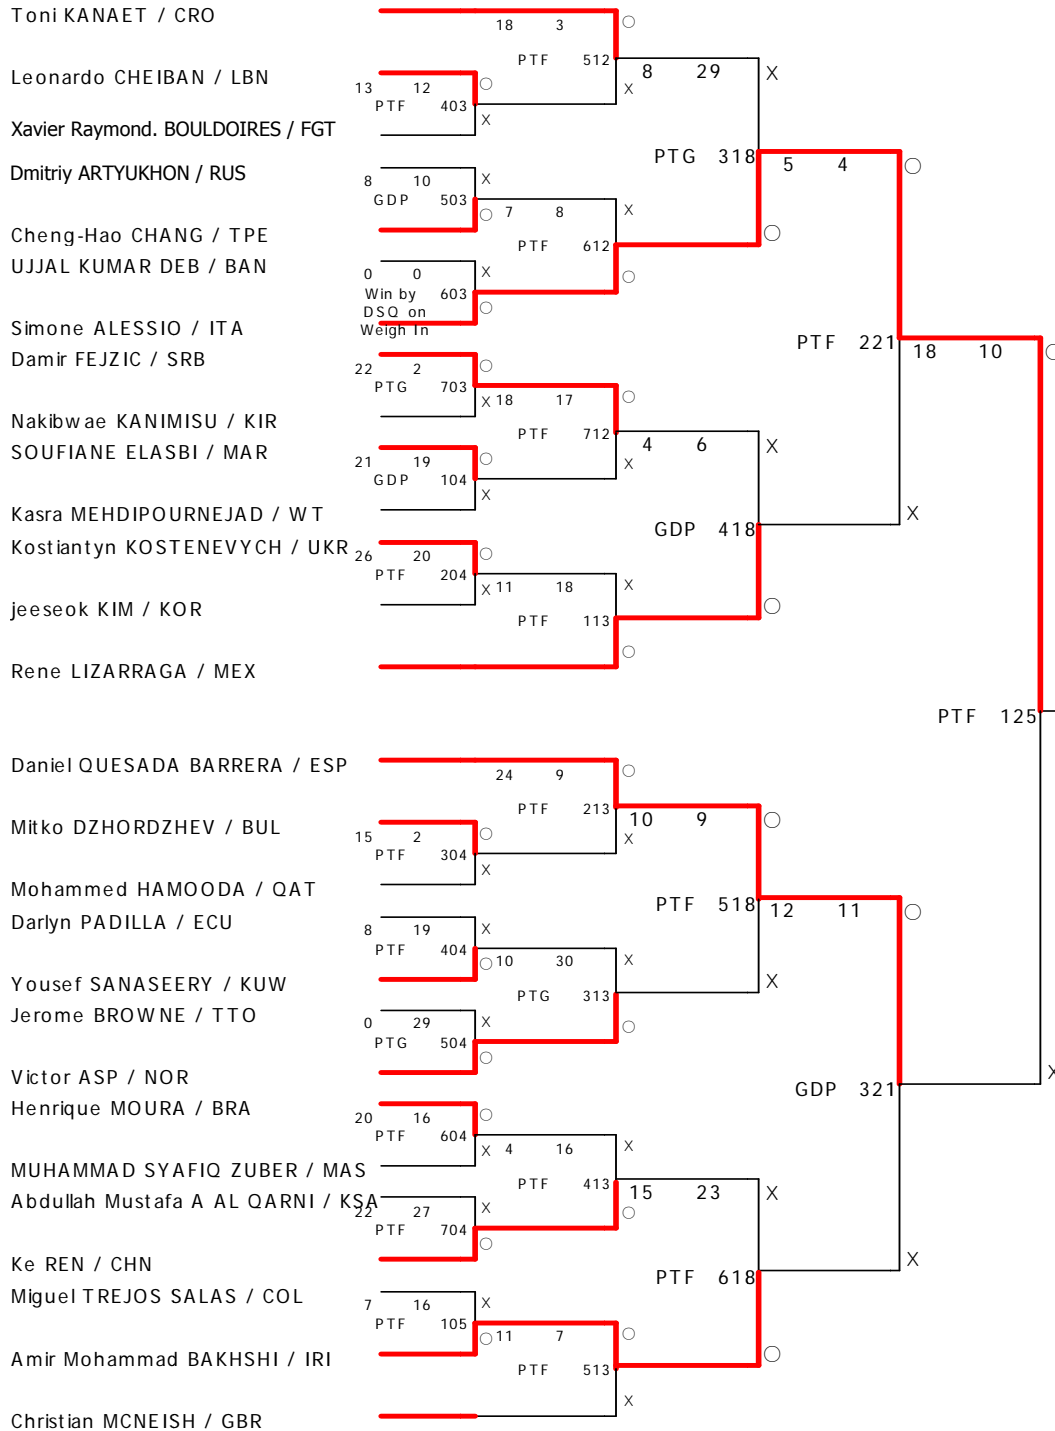 Toni KANAET / CRO
18 3
○
PTF 512
8 29
X
Leonardo CHEIBAN / LBN
13 12
○
X
PTF 403
X
Xavier Raymond. BOULDOIRES / FGT
PTG 318
5 4
○
Dmitriy ARTYUKHON / RUS
8 10
X
GDP 503
○
7 8
X
Cheng-Hao CHANG / TPE
PTF 612
○
UJJAL KUMAR DEB / BAN
0 0
X
○
Win by 603
DSQ on
○
Weigh In
Simone ALESSIO / ITA
PTF 221
18 10
○
Damir FEJZIC / SRB
22 2
○
PTG 703
X
18 17
○
Nakibwae KANIMISU / KIR
PTF 712
4 6
X
SOUFIANE ELASBI / MAR
21 19
○
X
GDP 104
X
Kasra MEHDIPOURNEJAD / WT
X
GDP 418
Kostiantyn KOSTENEVYCH / UKR
26 20
○
PTF 204
X
11 18
X
jeeseok KIM / KOR
PTF 113
○
○
Rene LIZARRAGA / MEX
PTF 125
Daniel QUESADA BARRERA / ESP
24 9
○
PTF 213
10 9
○
Mitko DZHORDZHEV / BUL
15 2
○
X
PTF 304
X
Mohammed HAMOODA / QAT
PTF 518
12 11
○
Darlyn PADILLA / ECU
8 19
X
PTF 404
○
10 30
X
Yousef SANASEERY / KUW
PTG 313
X
Jerome BROWNE / TTO
0 29
X
○
PTG 504
○
Victor ASP / NOR
X
GDP 321
Henrique MOURA / BRA
20 16
○
PTF 604
X
4 16
X
MUHAMMAD SYAFIQ ZUBER / MAS
PTF 413
15 23
X
Abdullah Mustafa A AL QARNI / KSA
22 27
X
○
PTF 704
○
Ke REN / CHN
X
PTF 618
Miguel TREJOS SALAS / COL
7 16
X
PTF 105
○
11 7
○
Amir Mohammad BAKHSHI / IRI
PTF 513
○
X
Christian MCNEISH / GBR